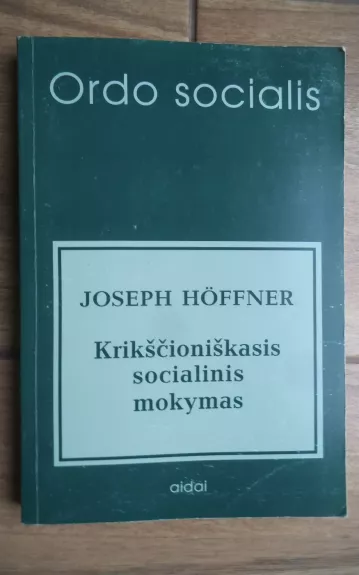 Ordo socialis
JOSEPH HÖFFNER
Krikščioniškasis
socialinis
mokymas
aidai